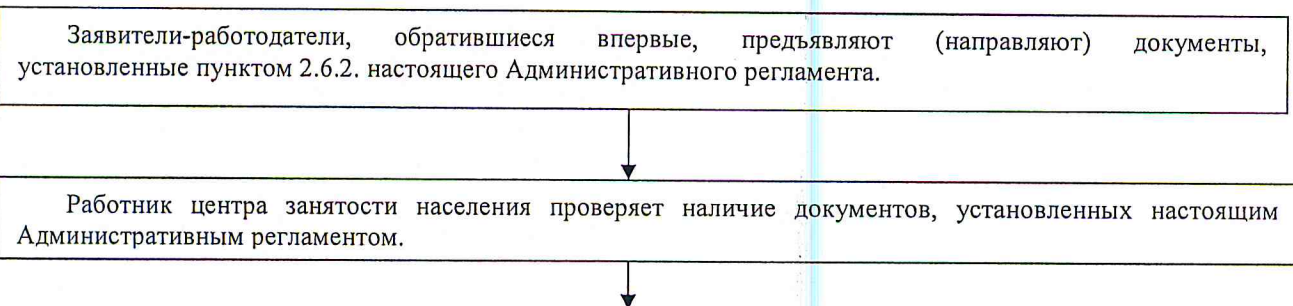 Заявители-работодатели, обратившиеся впервые, предъявляют (направляют) документы,
установленные пунктом 2.6.2. настоящего Административного регламента.
Работник центра занятости населения проверяет наличие документов, установленных настоящим
Административным регламентом.